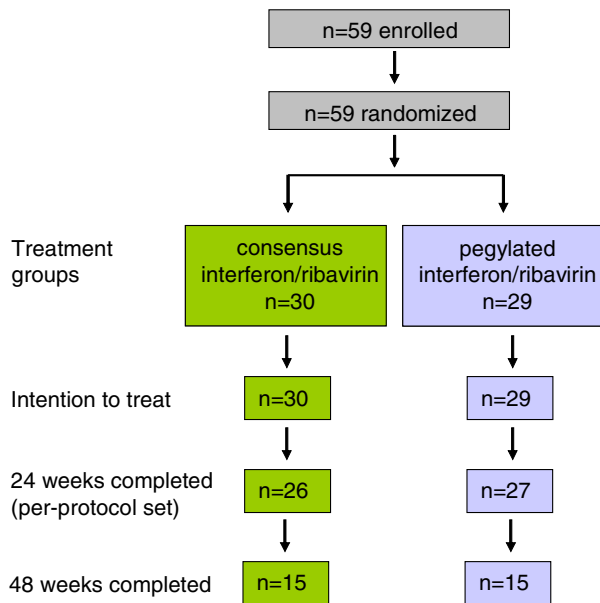 n=59 enrolled
n=59 randomized
Treatment
groups
consensus
interferon/ribavirin
n=30
pegylated
interferon/ribavirin
n=29
Intention to treat
n=30
n=29
24 weeks completed
(per-protocol set)
n=26
n=27
48 weeks completed
n=15
n=15